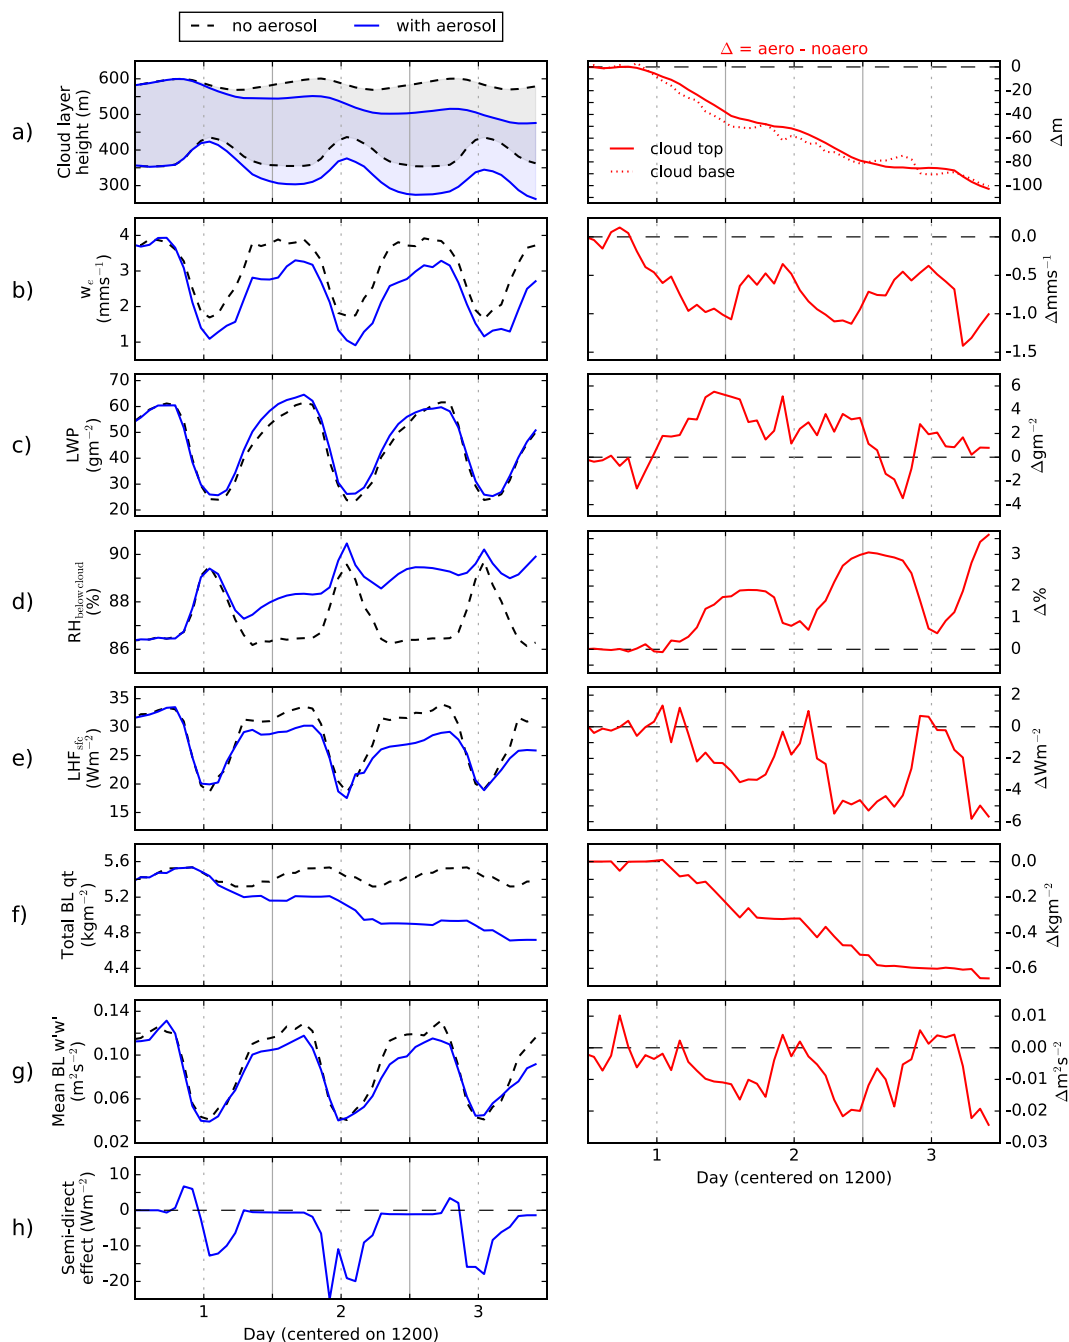 no aerosol
with aerosol
Δ = aero - noaero
a)
Cloud layer
height (m)
600
500
400
300
cloud top
cloud base
0
-20
-40
-60
-80
-100
Δm
b)
w_e
(mms⁻¹)
4
3
2
1
0.0
-0.5
-1.0
-1.5
Δmms⁻¹
c)
LWP
(gm⁻²)
70
60
50
40
30
20
6
4
2
0
-2
-4
Δgm⁻²
d)
RH_below cloud
(%)
90
88
86
3
2
1
0
Δ%
e)
LHF_sfc
(Wm⁻²)
35
30
25
20
15
2
0
-2
-4
-6
ΔWm⁻²
f)
Total BL qt
(kgm⁻²)
5.6
5.2
4.8
4.4
0.0
-0.2
-0.4
-0.6
Δkgm⁻²
g)
Mean BL w'w'
(m²s⁻²)
0.14
0.10
0.06
0.02
0.01
0.00
-0.01
-0.02
-0.03
Δm²s⁻²
1 2 3
Day (centered on 1200)
h)
Semi-direct
effect (Wm⁻²)
10
0
-10
-20
1 2 3
Day (centered on 1200)